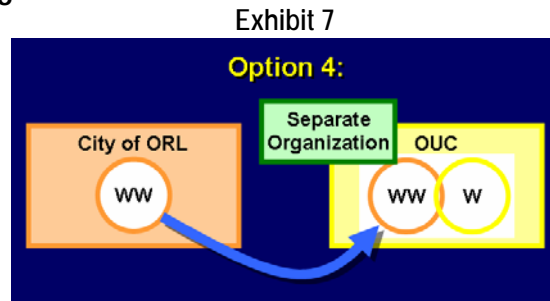 Exhibit 7
Option 4:
Separate
Organization
City of ORL
OUC
WW
WW
W